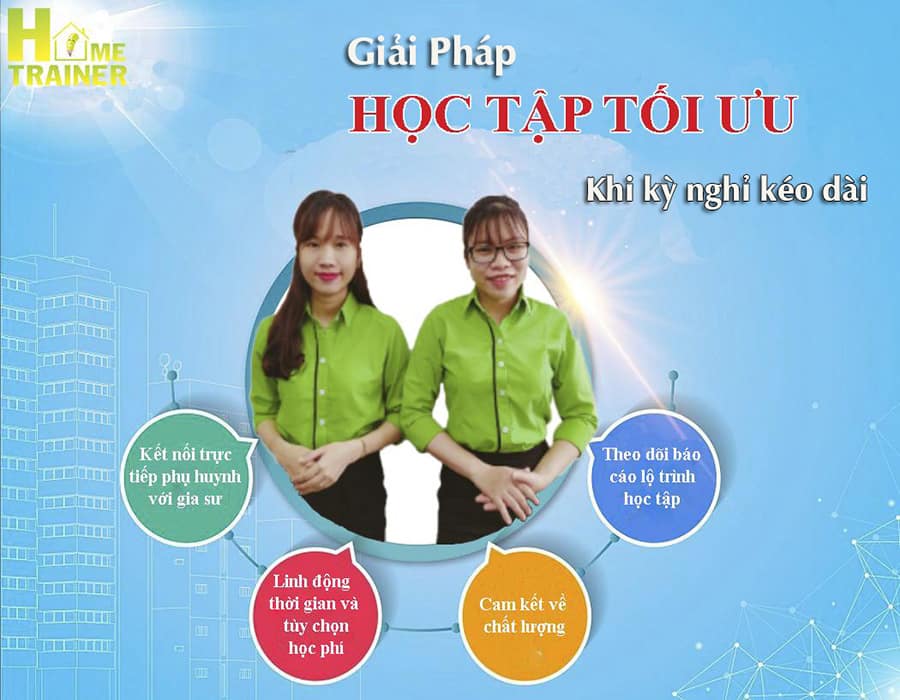 HOME
TRAINER
Giải Pháp
HỌC TẬP TỐI ƯU
Khi kỳ nghỉ kéo dài
Kết nối trực
tiếp phụ huynh
với gia sư
Linh động
thời gian và
tùy chọn
học phí
Cam kết về
chất lượng
Theo dõi báo
cáo lộ trình
học tập